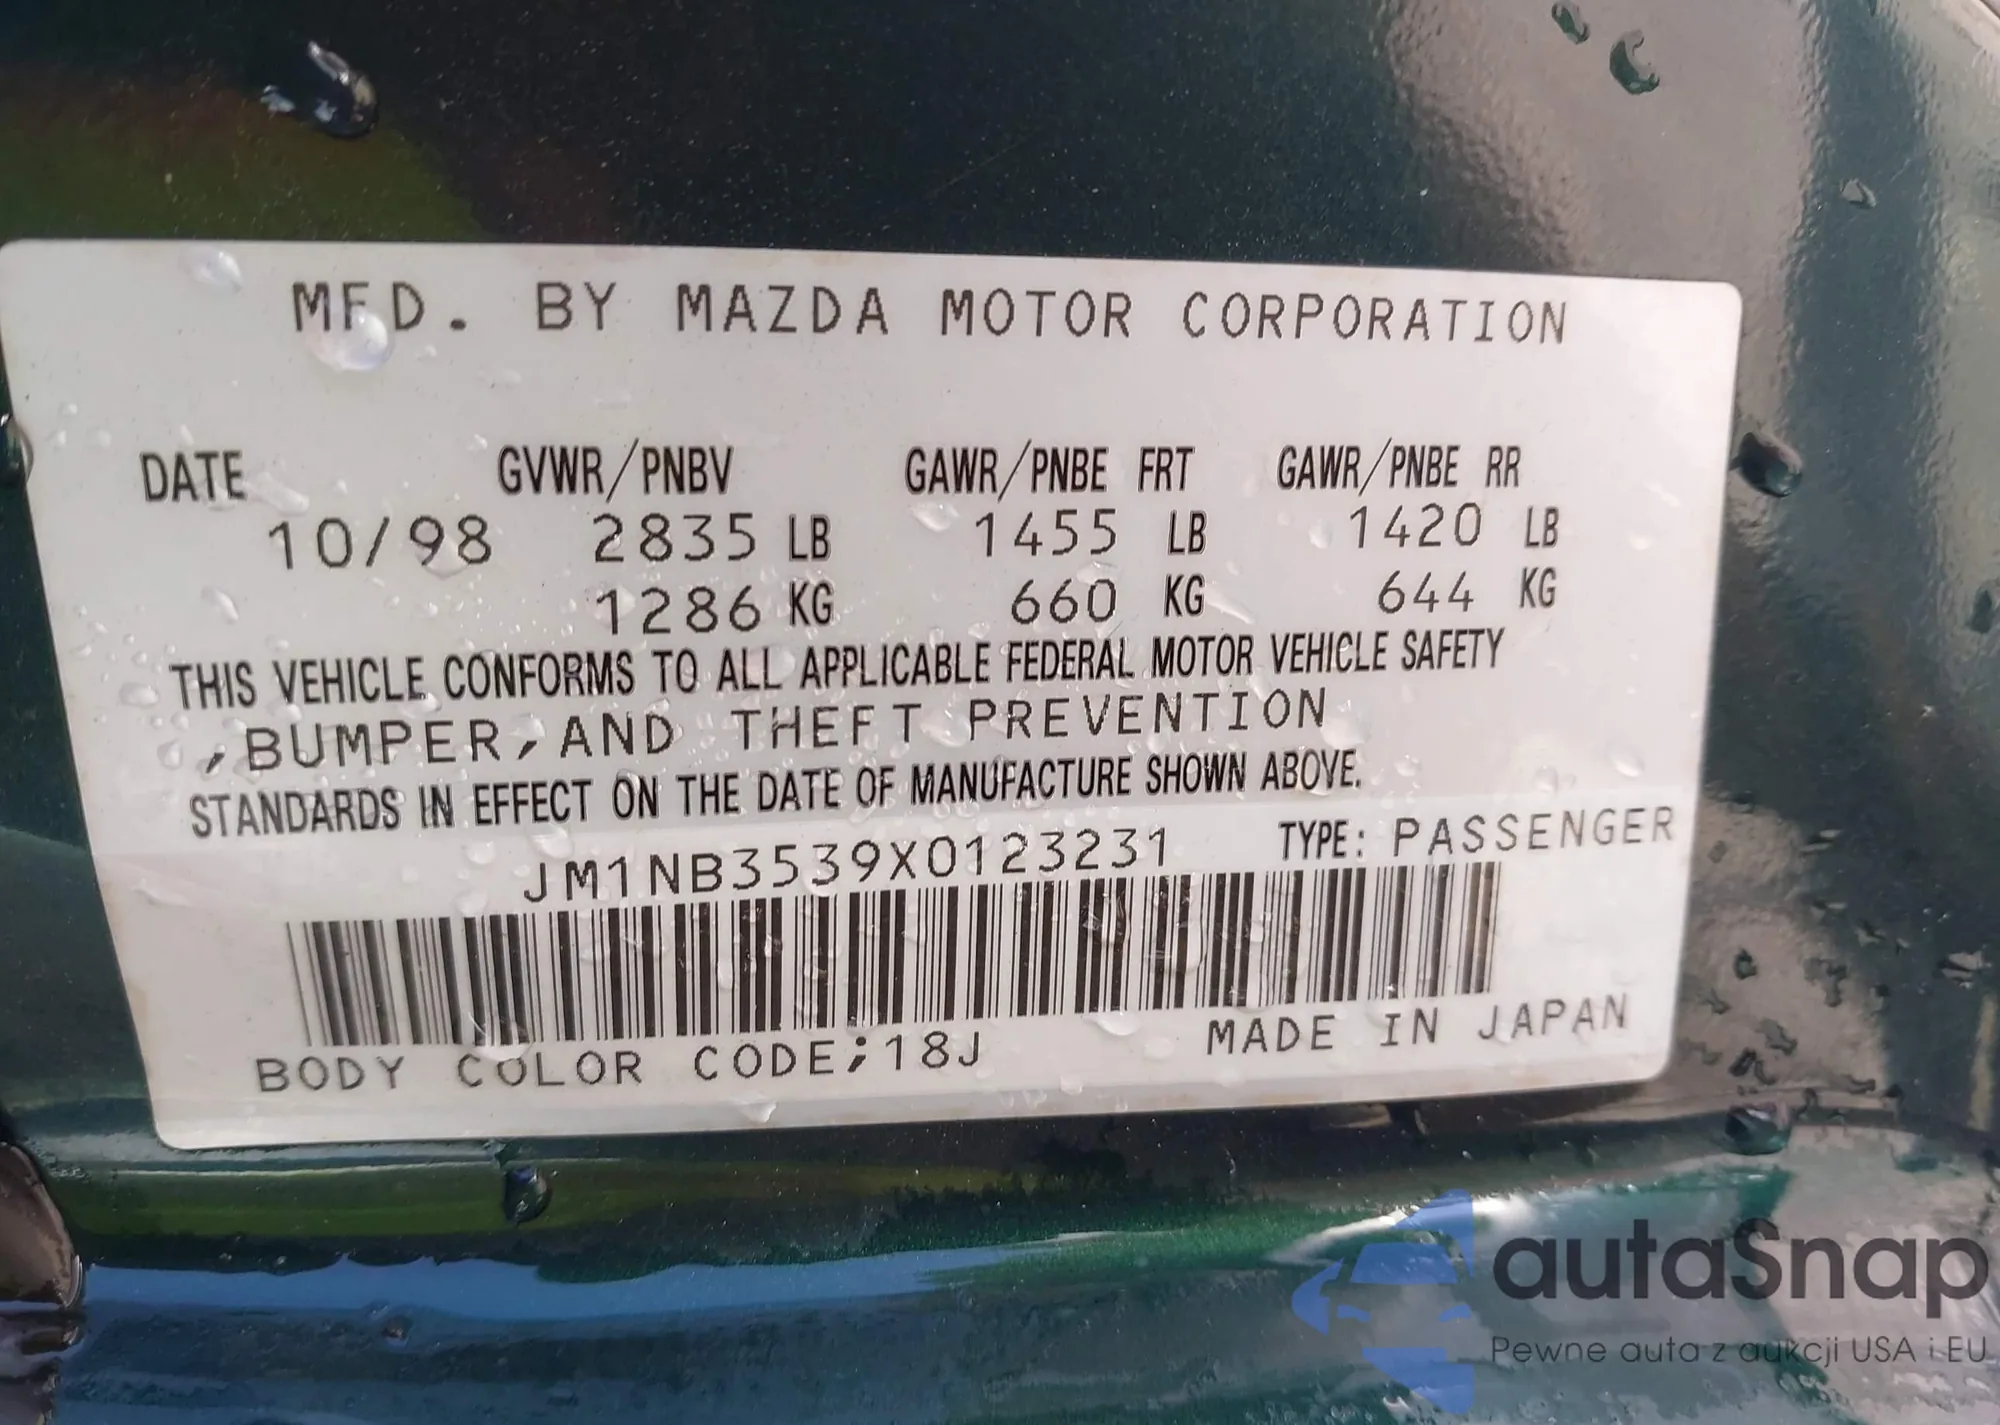 MFD. BY MAZDA MOTOR CORPORATION
DATE GVWR/PNBV GAWR/PNBE FRT GAWR/PNBE RR
10/98 2835 LB 1455 LB 1420 LB
1286 KG 660 KG 644 KG
THIS VEHICLE CONFORMS TO ALL APPLICABLE FEDERAL MOTOR VEHICLE SAFETY
,BUMPER,AND THEFT PREVENTION
STANDARDS IN EFFECT ON THE DATE OF MANUFACTURE SHOWN ABOVE.
JM1NB3539X0123231 TYPE: PASSENGER
BODY COLOR CODE;18J MADE IN JAPAN
autaSnap
Pewne auta z aukcji USA i EU